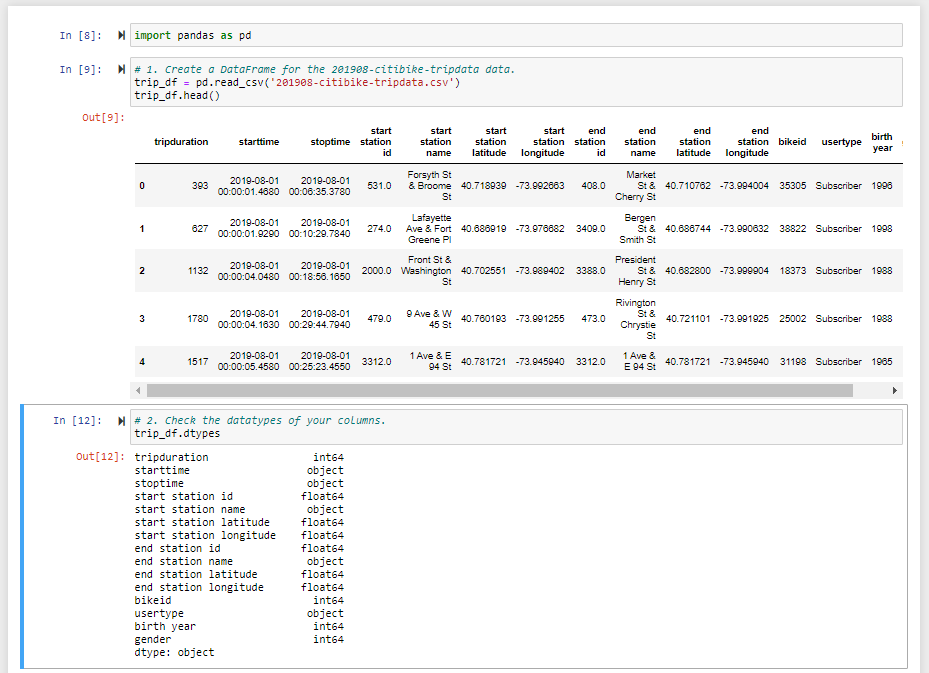 In [8]: import pandas as pd
In [9]: # 1. Create a DataFrame for the 201908-citibike-tripdata data.
trip_df = pd.read_csv('201908-citibike-tripdata.csv')
trip_df.head()
Out[9]:
tripduration starttime stoptime start station id start station name start station latitude start station longitude end station id end station name end station latitude end station longitude bikeid usertype birth year
0 393 2019-08-01 00:00:01.4680 2019-08-01 00:06:35.3780 531.0 Forsyth St & Broome St 40.718939 -73.992663 408.0 Market St & Cherry St 40.710762 -73.994004 35305 Subscriber 1996
1 627 2019-08-01 00:00:01.9290 2019-08-01 00:10:29.7840 274.0 Lafayette Ave & Fort Greene Pl 40.686919 -73.976682 3409.0 Bergen St & Smith St 40.686744 -73.990632 38822 Subscriber 1998
2 1132 2019-08-01 00:00:04.0480 2019-08-01 00:18:56.1650 2000.0 Front St & Washington St 40.702551 -73.989402 3388.0 President St & Henry St 40.682800 -73.999904 18373 Subscriber 1988
3 1780 2019-08-01 00:00:04.1630 2019-08-01 00:29:44.7940 479.0 9 Ave & W 45 St 40.760193 -73.991255 473.0 Rivington St & Chrystie St 40.721101 -73.991925 25002 Subscriber 1988
4 1517 2019-08-01 00:00:05.4580 2019-08-01 00:25:23.4550 3312.0 1 Ave & E 94 St 40.781721 -73.945940 3312.0 1 Ave & E 94 St 40.781721 -73.945940 31198 Subscriber 1965
In [12]: # 2. Check the datatypes of your columns.
trip_df.dtypes
Out[12]: tripduration int64
starttime object
stoptime object
start station id float64
start station name object
start station latitude float64
start station longitude float64
end station id float64
end station name object
end station latitude float64
end station longitude float64
bikeid int64
usertype object
birth year int64
gender int64
dtype: object